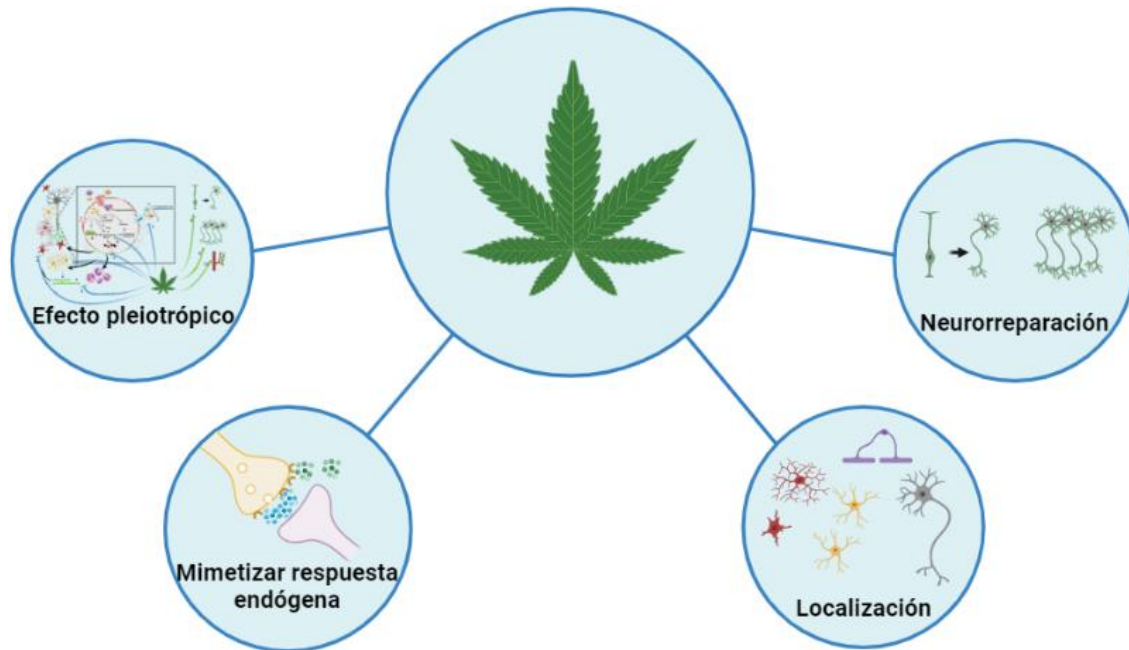 Efecto pleiotrópico
Neurorreparación
Mimetizar respuesta
endógena
Localización